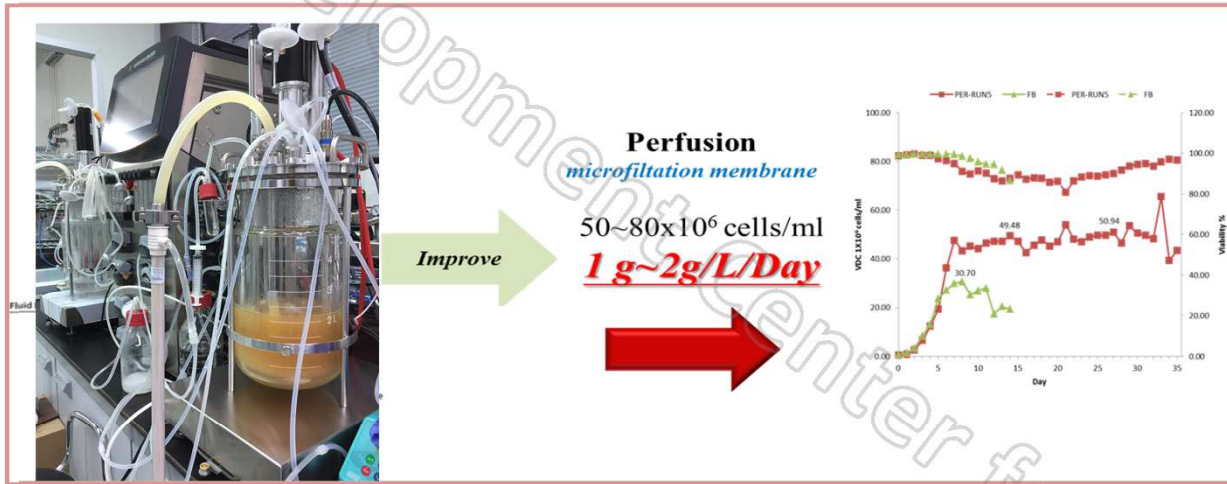 elopment Center f
Fluid
Improve
Perfusion
microfiltation membrane
50~80x10⁶ cells/ml
1 g~2g/L/Day
PER-RUN5 FB PER-RUN5 FB
VDC 1X10⁶ cells/ml
100.00
80.00
60.00
40.00
20.00
0.00
49.48
50.94
30.70
120.00
100.00
80.00
60.00
40.00
20.00
0.00
Viability %
0 5 10 15 20 25 30 35
Day